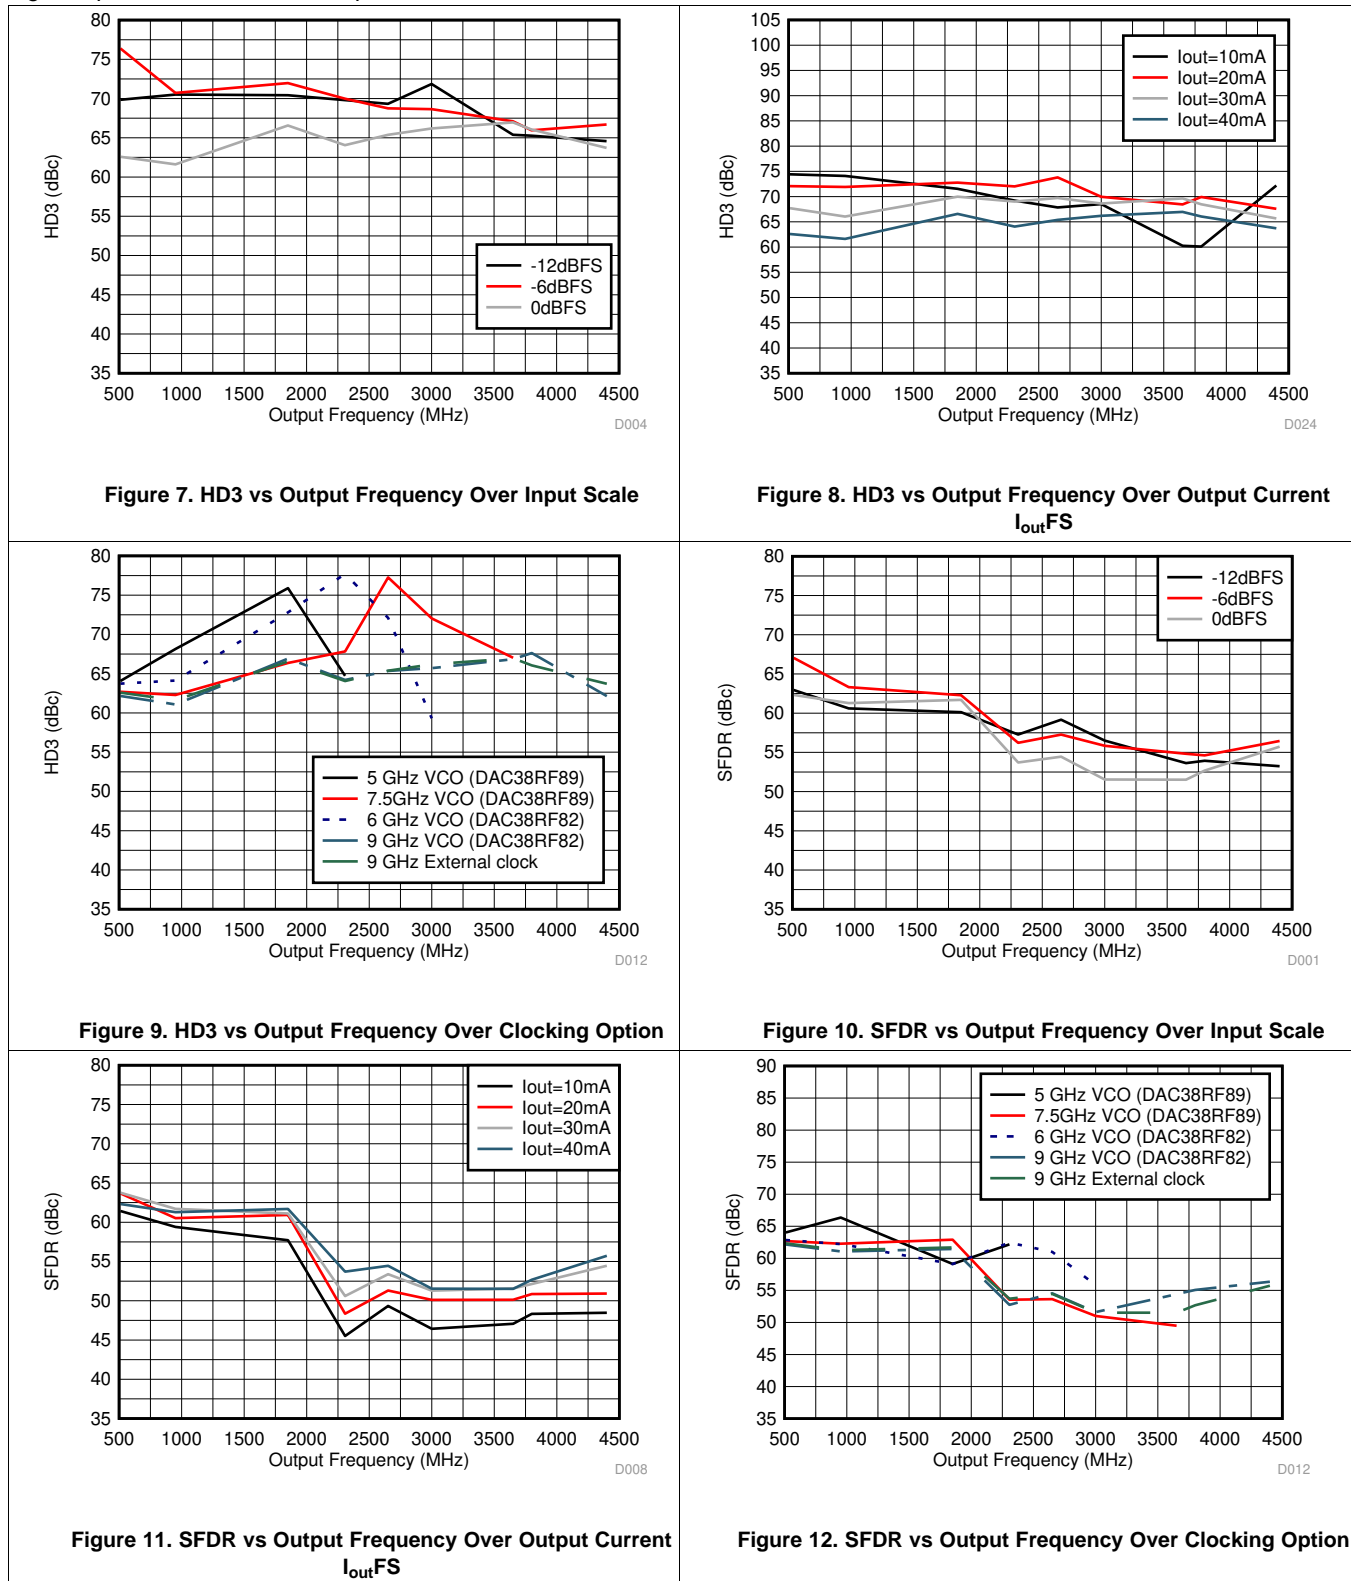 80
75
70
65
60
55
50
45
40
35
HD3 (dBc)
-12dBFS
-6dBFS
0dBFS
500 1000 1500 2000 2500 3000 3500 4000 4500
Output Frequency (MHz)
D004
Figure 7. HD3 vs Output Frequency Over Input Scale
105
100
95
90
85
80
75
70
65
60
55
50
45
40
35
HD3 (dBc)
Iout=10mA
Iout=20mA
Iout=30mA
Iout=40mA
500 1000 1500 2000 2500 3000 3500 4000 4500
Output Frequency (MHz)
D024
Figure 8. HD3 vs Output Frequency Over Output Current
IoutFS
80
75
70
65
60
55
50
45
40
35
HD3 (dBc)
5 GHz VCO (DAC38RF89)
7.5GHz VCO (DAC38RF89)
6 GHz VCO (DAC38RF82)
9 GHz VCO (DAC38RF82)
9 GHz External clock
500 1000 1500 2000 2500 3000 3500 4000 4500
Output Frequency (MHz)
D012
Figure 9. HD3 vs Output Frequency Over Clocking Option
80
75
70
65
60
55
50
45
40
35
SFDR (dBc)
-12dBFS
-6dBFS
0dBFS
500 1000 1500 2000 2500 3000 3500 4000 4500
Output Frequency (MHz)
D001
Figure 10. SFDR vs Output Frequency Over Input Scale
80
75
70
65
60
55
50
45
40
35
SFDR (dBc)
Iout=10mA
Iout=20mA
Iout=30mA
Iout=40mA
500 1000 1500 2000 2500 3000 3500 4000 4500
Output Frequency (MHz)
D008
Figure 11. SFDR vs Output Frequency Over Output Current
IoutFS
90
85
80
75
70
65
60
55
50
45
40
35
SFDR (dBc)
5 GHz VCO (DAC38RF89)
7.5GHz VCO (DAC38RF89)
6 GHz VCO (DAC38RF82)
9 GHz VCO (DAC38RF82)
9 GHz External clock
500 1000 1500 2000 2500 3000 3500 4000 4500
Output Frequency (MHz)
D012
Figure 12. SFDR vs Output Frequency Over Clocking Option